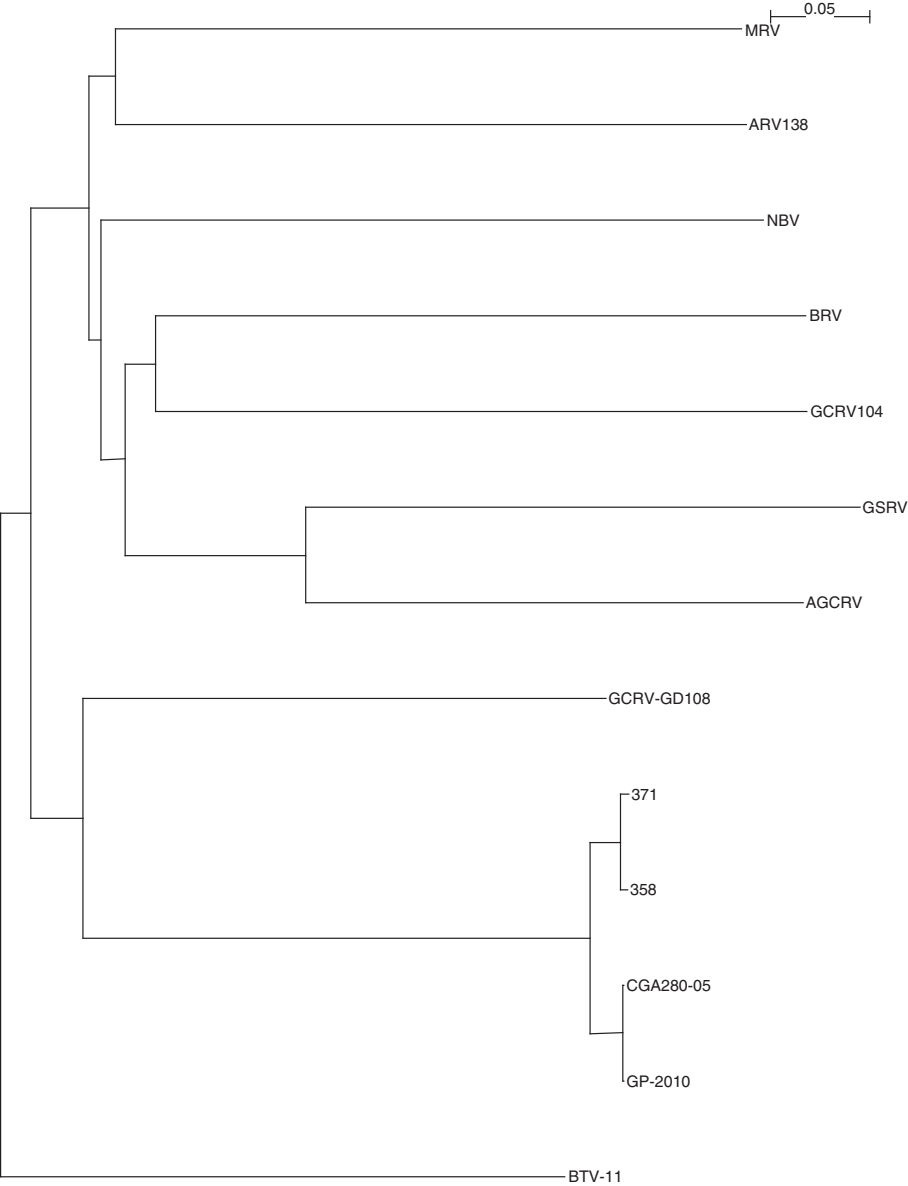 0.05
MRV
ARV138
NBV
BRV
GCRV104
GSRV
AGCRV
GCRV-GD108
371
358
CGA280-05
GP-2010
BTV-11